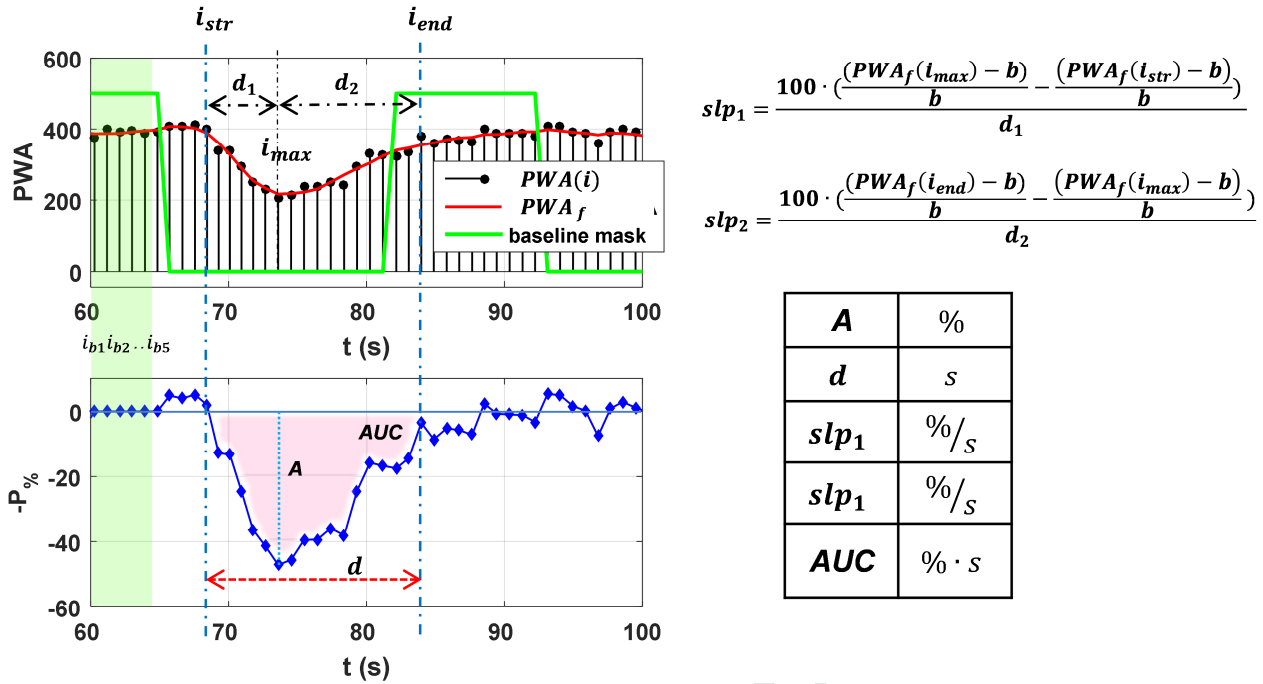 i_str
i_end
600
400
200
0
PWA
d_1
d_2
i_max
PWA(i)
PWA_f
baseline mask
60
70
80
90
100
t (s)
i_b1 i_b2 . . i_b5
0
-20
-40
-60
-P_%
AUC
A
d
60
70
80
90
100
t (s)
slp_1 = 100 · ((PWA_f(i_max) − b)/b − (PWA_f(i_str) − b)/b) / d_1
slp_2 = 100 · ((PWA_f(i_end) − b)/b − (PWA_f(i_max) − b)/b ) / d_2
A %
d s
slp_1 %/s
slp_1 %/s
AUC % · s